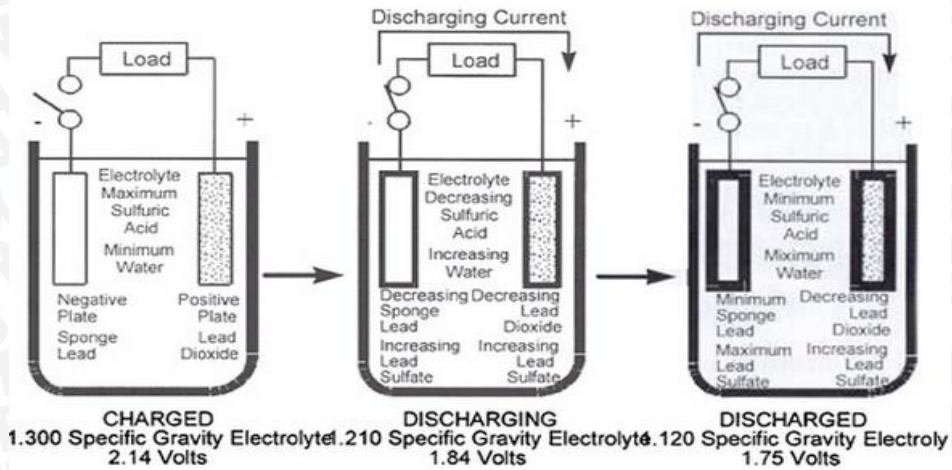 Load
-
+
Electrolyte
Maximum
Sulfuric
Acid
Minimum
Water
Negative
Plate
Sponge
Lead
Positive
Plate
Lead
Dioxide
CHARGED
1.300 Specific Gravity Electrolyte
2.14 Volts
Discharging Current
Load
-
+
Electrolyte
Decreasing
Sulfuric
Acid
Increasing
Water
Decreasing
Sponge
Lead
Increasing
Lead
Sulfate
Decreasing
Lead
Dioxide
Increasing
Lead
Sulfate
DISCHARGING
1.210 Specific Gravity Electrolyte
1.84 Volts
Discharging Current
Load
-
+
Electrolyte
Minimum
Sulfuric
Acid
Miximum
Water
Minimum
Sponge
Lead
Maximum
Lead
Sulfate
Decreasing
Lead
Dioxide
Increasing
Lead
Sulfate
DISCHARGED
1.120 Specific Gravity Electroly
1.75 Volts